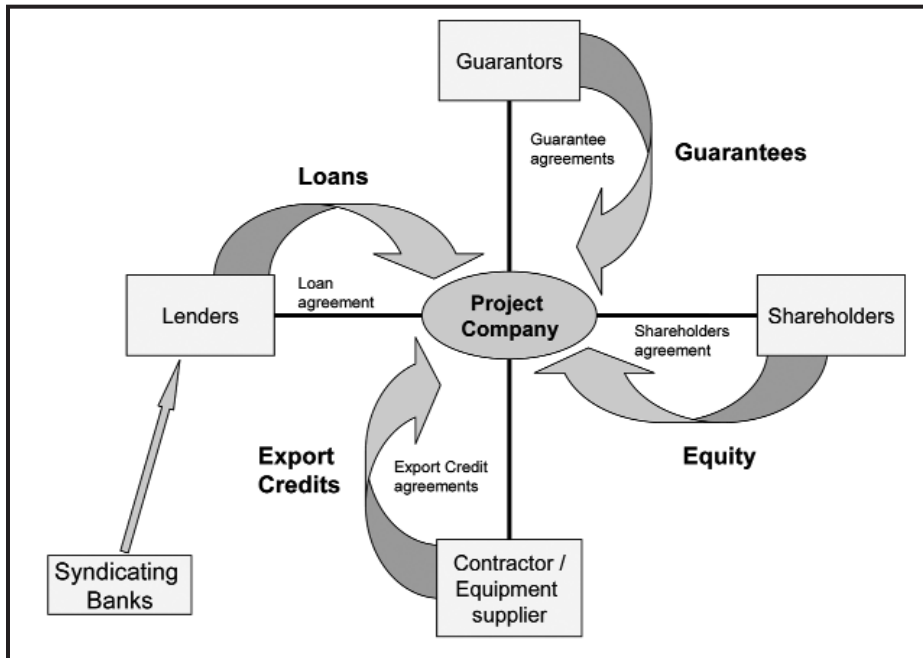 Guarantors
Guarantee
agreements
Guarantees
Loans
Loan
agreement
Lenders
Project
Company
Shareholders
Shareholders
agreement
Equity
Export
Credits
Export Credit
agreements
Syndicating
Banks
Contractor /
Equipment
supplier